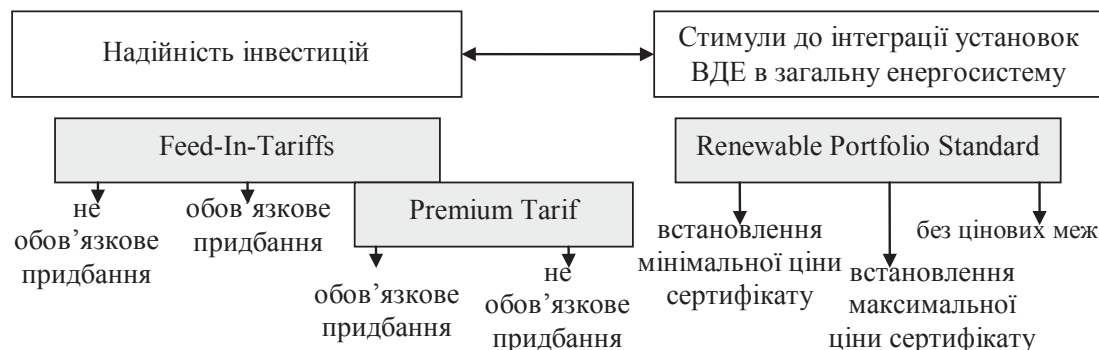 Надійність інвестицій
Стимули до інтеграції установок
ВДЕ в загальну енергосистему
Feed-In-Tariffs
не
обов’язкове
придбання
обов’язкове
придбання
Premium Tarif
обов’язкове
придбання
не
обов’язкове
придбання
Renewable Portfolio Standard
встановлення
мінімальної ціни
сертифікату
встановлення
максимальної
ціни сертифікату
без цінових меж